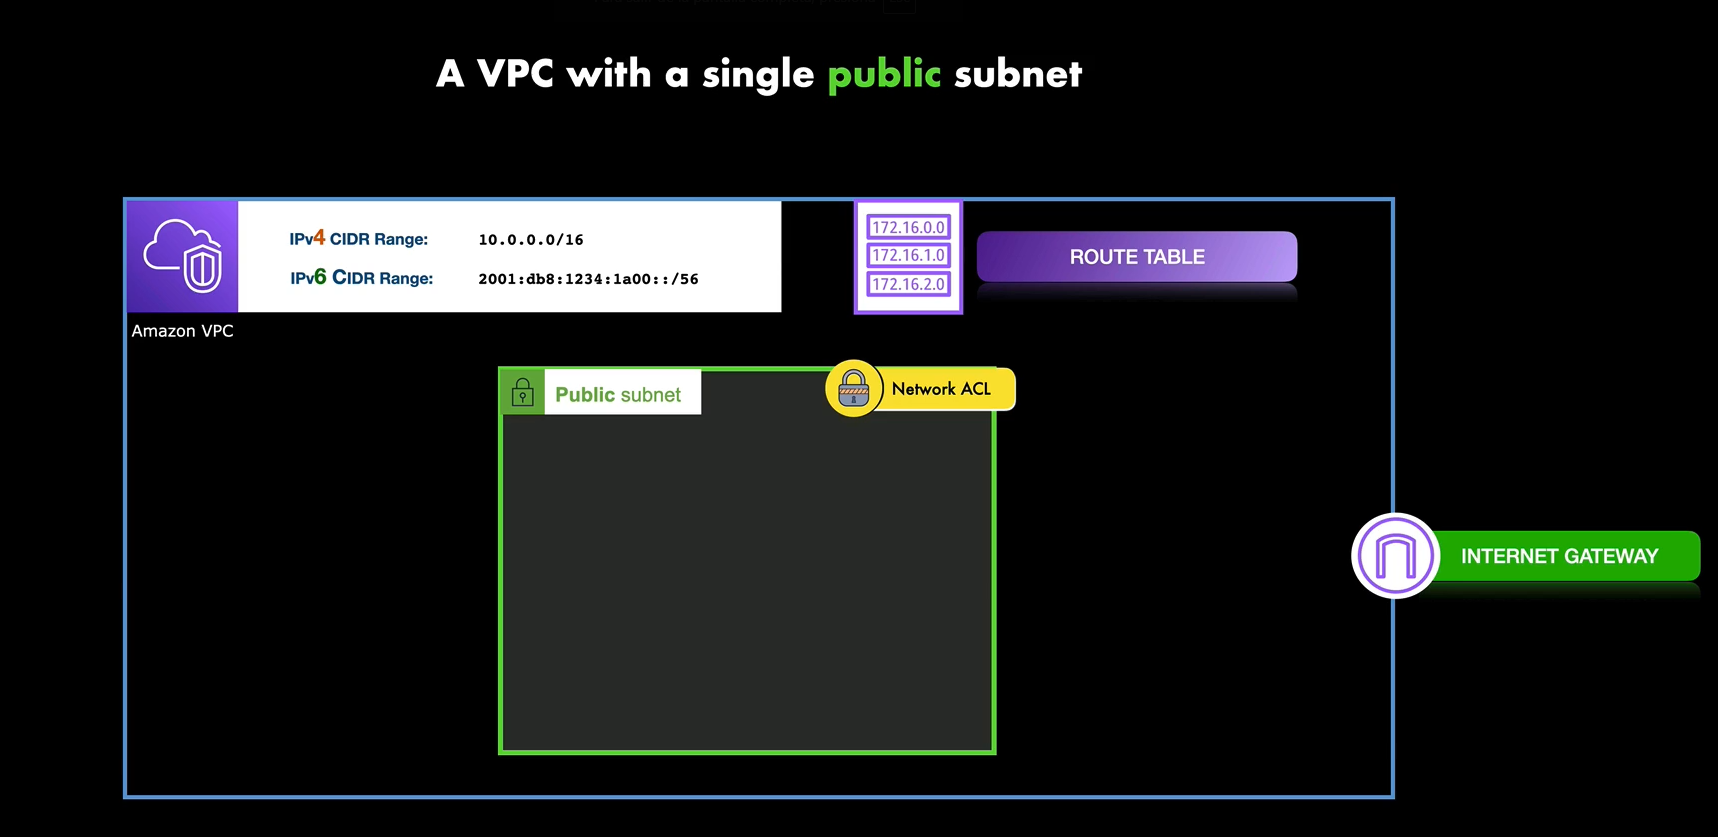 A VPC with a single public subnet
IPv4 CIDR Range: 10.0.0.0/16
IPv6 CIDR Range: 2001:db8:1234:1a00::/56
Amazon VPC
172.16.0.0
172.16.1.0
172.16.2.0
ROUTE TABLE
Public subnet
Network ACL
INTERNET GATEWAY